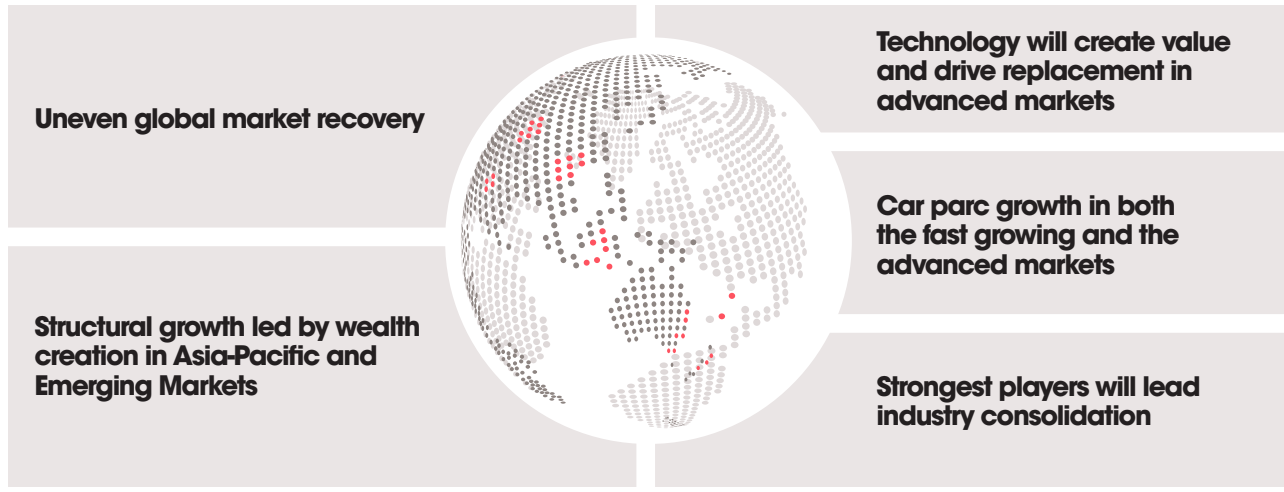 Uneven global market recovery
Structural growth led by wealth
creation in Asia-Pacific and
Emerging Markets
Technology will create value
and drive replacement in
advanced markets
Car parc growth in both
the fast growing and the
advanced markets
Strongest players will lead
industry consolidation